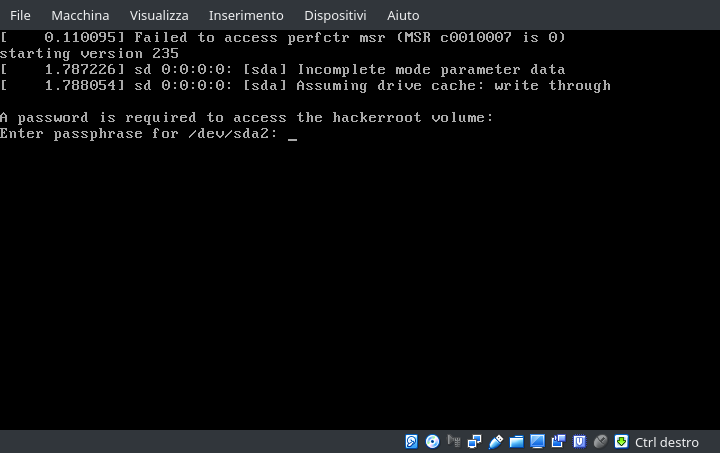 File Macchina Visualizza Inserimento Dispositivi Aiuto
[    0.110095] Failed to access perfctr msr (MSR c0010007 is 0)
starting version 235
[    1.787226] sd 0:0:0:0: [sda] Incomplete mode parameter data
[    1.788054] sd 0:0:0:0: [sda] Assuming drive cache: write through
A password is required to access the hackerroot volume:
Enter passphrase for /dev/sda2: _
Ctrl destro